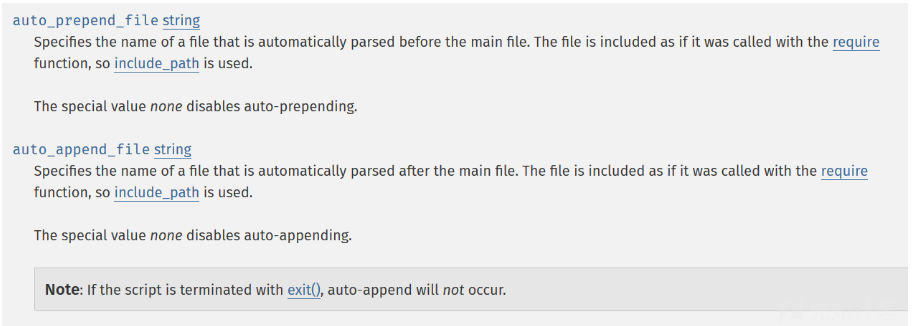 auto_prepend_file string
Specifies the name of a file that is automatically parsed before the main file. The file is included as if it was called with the require
function, so include_path is used.
The special value none disables auto-prepending.
auto_append_file string
Specifies the name of a file that is automatically parsed after the main file. The file is included as if it was called with the require
function, so include_path is used.
The special value none disables auto-appending.
Note: If the script is terminated with exit(), auto-append will not occur.